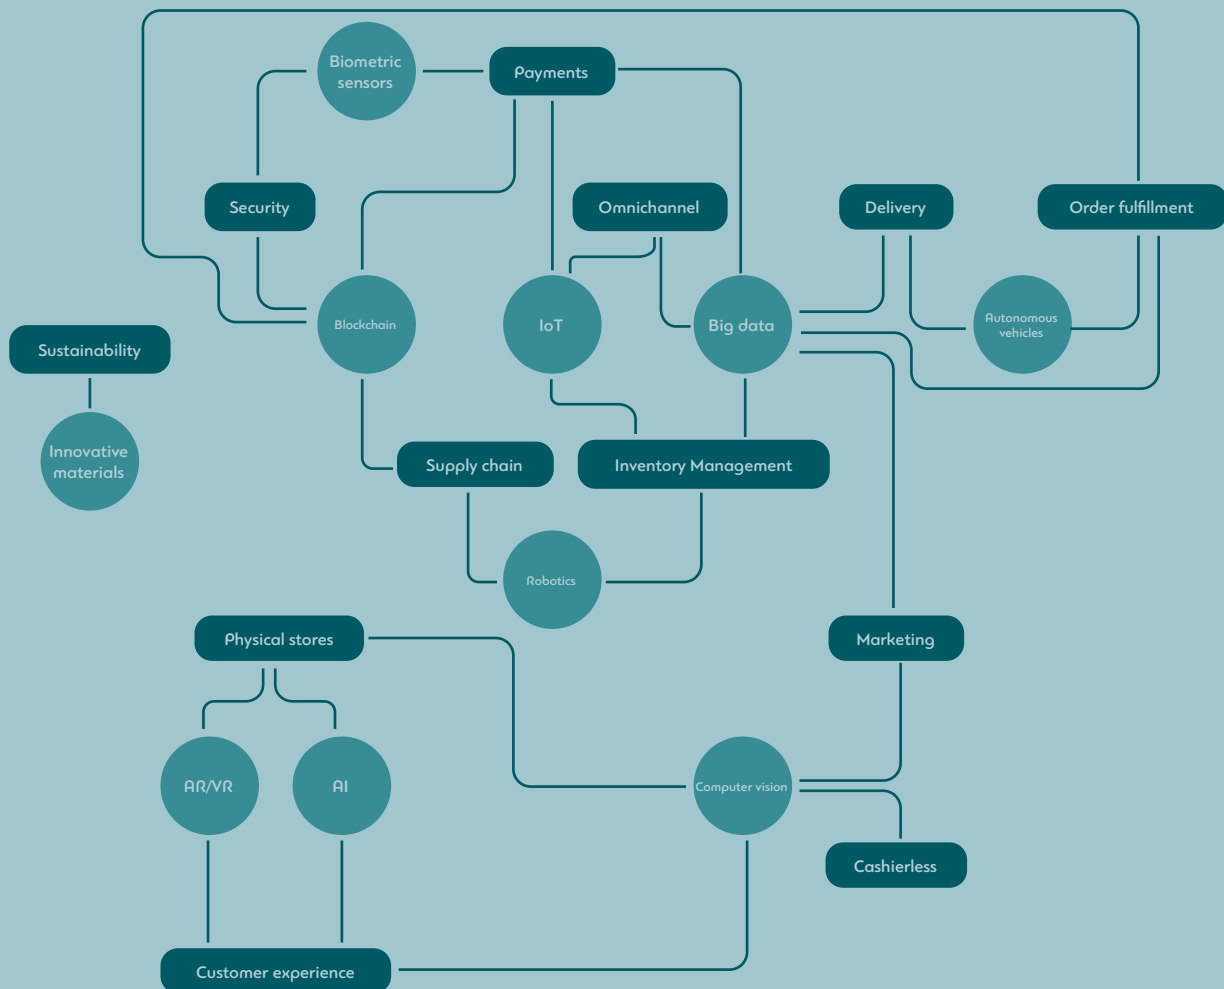 Biometric
sensors
Payments
Security
Omnichannel
Delivery
Order fulfillment
Blockchain
IoT
Big data
Autonomous
vehicles
Sustainability
Innovative
materials
Supply chain
Inventory Management
Robotics
Physical stores
Marketing
AR/VR
AI
Computer vision
Cashierless
Customer experience